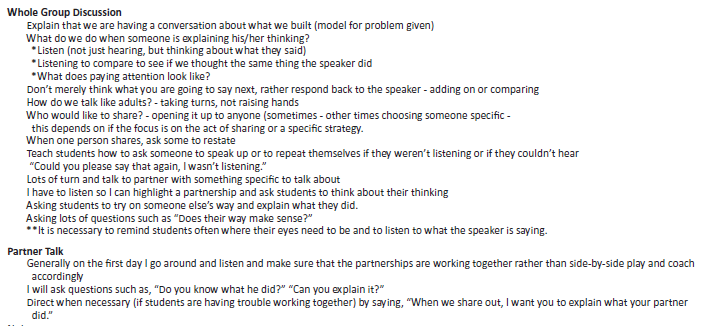 Whole Group Discussion
Explain that we are having a conversation about what we built (model for problem given)
What do we do when someone is explaining his/her thinking?
*Listen (not just hearing, but thinking about what they said)
*Listening to compare to see if we thought the same thing the speaker did
*What does paying attention look like?
Don't merely think what you are going to say next, rather respond back to the speaker - adding on or comparing
How do we talk like adults? - taking turns, not raising hands
Who would like to share? - opening it up to anyone (sometimes - other times choosing someone specific -
this depends on if the focus is on the act of sharing or a specific strategy.
When one person shares, ask some to restate
Teach students how to ask someone to speak up or to repeat themselves if they weren't listening or if they couldn't hear
"Could you please say that again, I wasn't listening."
Lots of turn and talk to partner with something specific to talk about
I have to listen so I can highlight a partnership and ask students to think about their thinking
Asking students to try on someone else's way and explain what they did.
Asking lots of questions such as "Does their way make sense?"
**It is necessary to remind students often where their eyes need to be and to listen to what the speaker is saying.
Partner Talk
Generally on the first day I go around and listen and make sure that the partnerships are working together rather than side-by-side play and coach
accordingly
I will ask questions such as, "Do you know what he did?" "Can you explain it?"
Direct when necessary (if students are having trouble working together) by saying, "When we share out, I want you to explain what your partner
did."